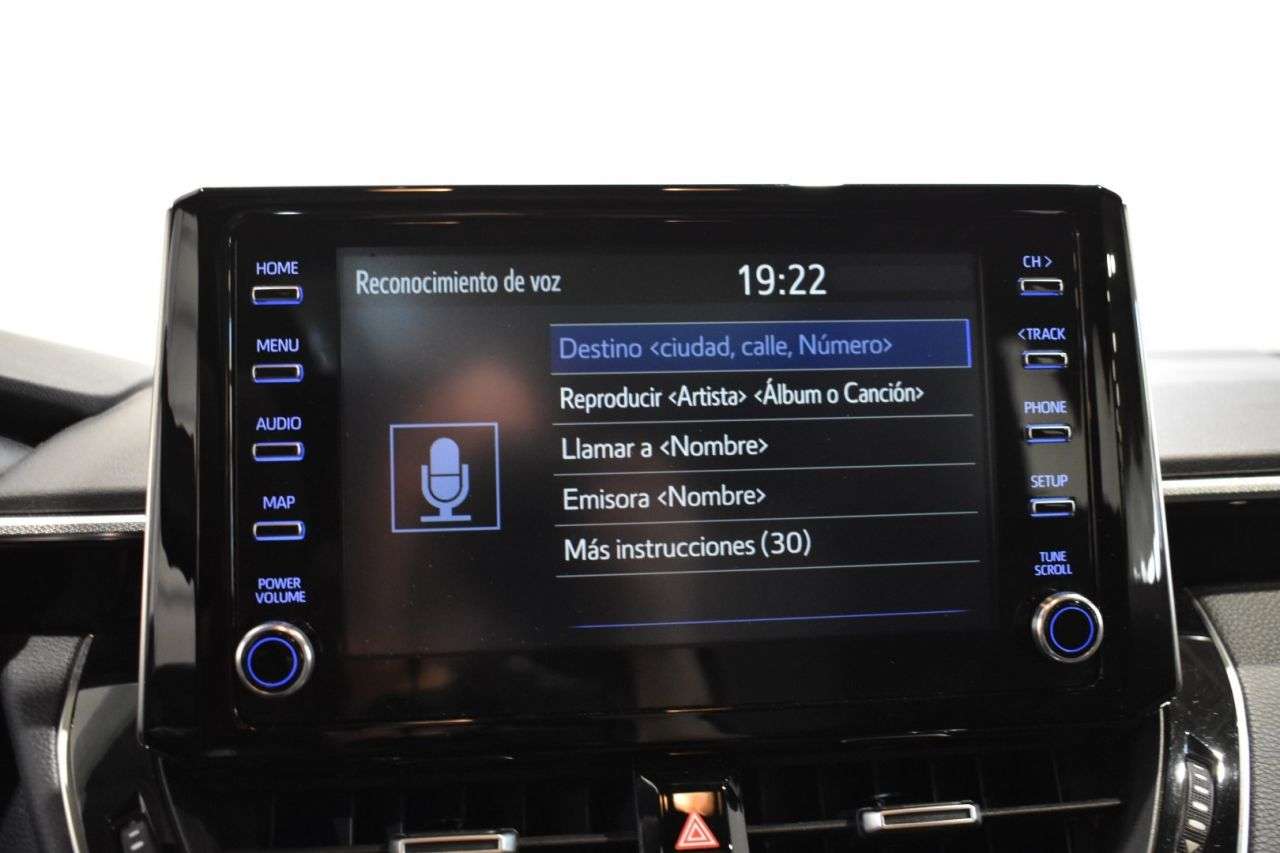 HOME
MENU
AUDIO
MAP
POWER
VOLUME
Reconocimiento de voz
19:22
Destino <ciudad, calle, Número>
Reproducir <Artista> <Álbum o Canción>
Llamar a <Nombre>
Emisora <Nombre>
Más instrucciones (30)
CH >
< TRACK
PHONE
SETUP
TUNE
SCROLL